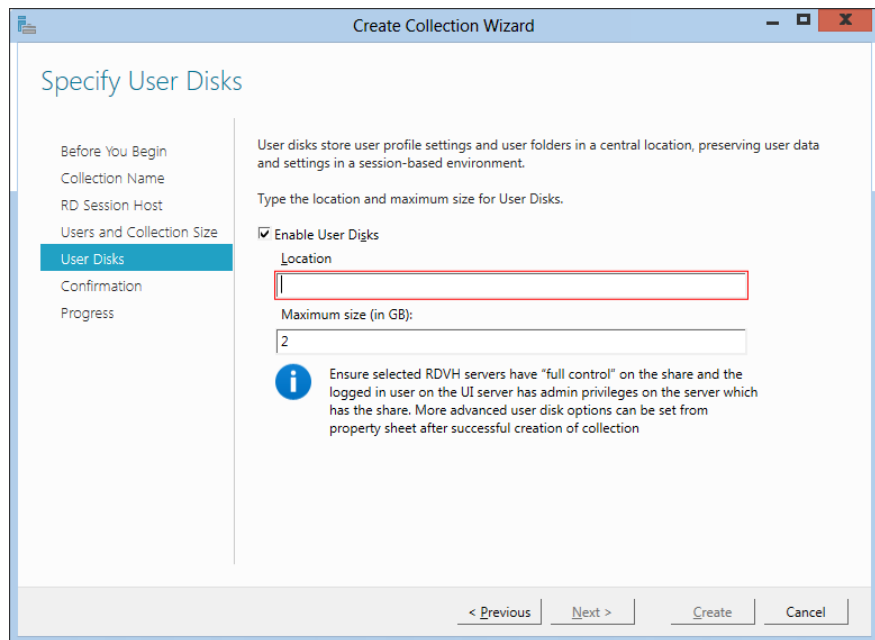 Create Collection Wizard
Specify User Disks
Before You Begin
Collection Name
RD Session Host
Users and Collection Size
User Disks
Confirmation
Progress
User disks store user profile settings and user folders in a central location, preserving user data
and settings in a session-based environment.
Type the location and maximum size for User Disks.
Enable User Disks
Location
Maximum size (in GB):
2
Ensure selected RDVH servers have “full control” on the share and the
logged in user on the UI server has admin privileges on the server which
has the share. More advanced user disk options can be set from
property sheet after successful creation of collection
< Previous
Next >
Create
Cancel